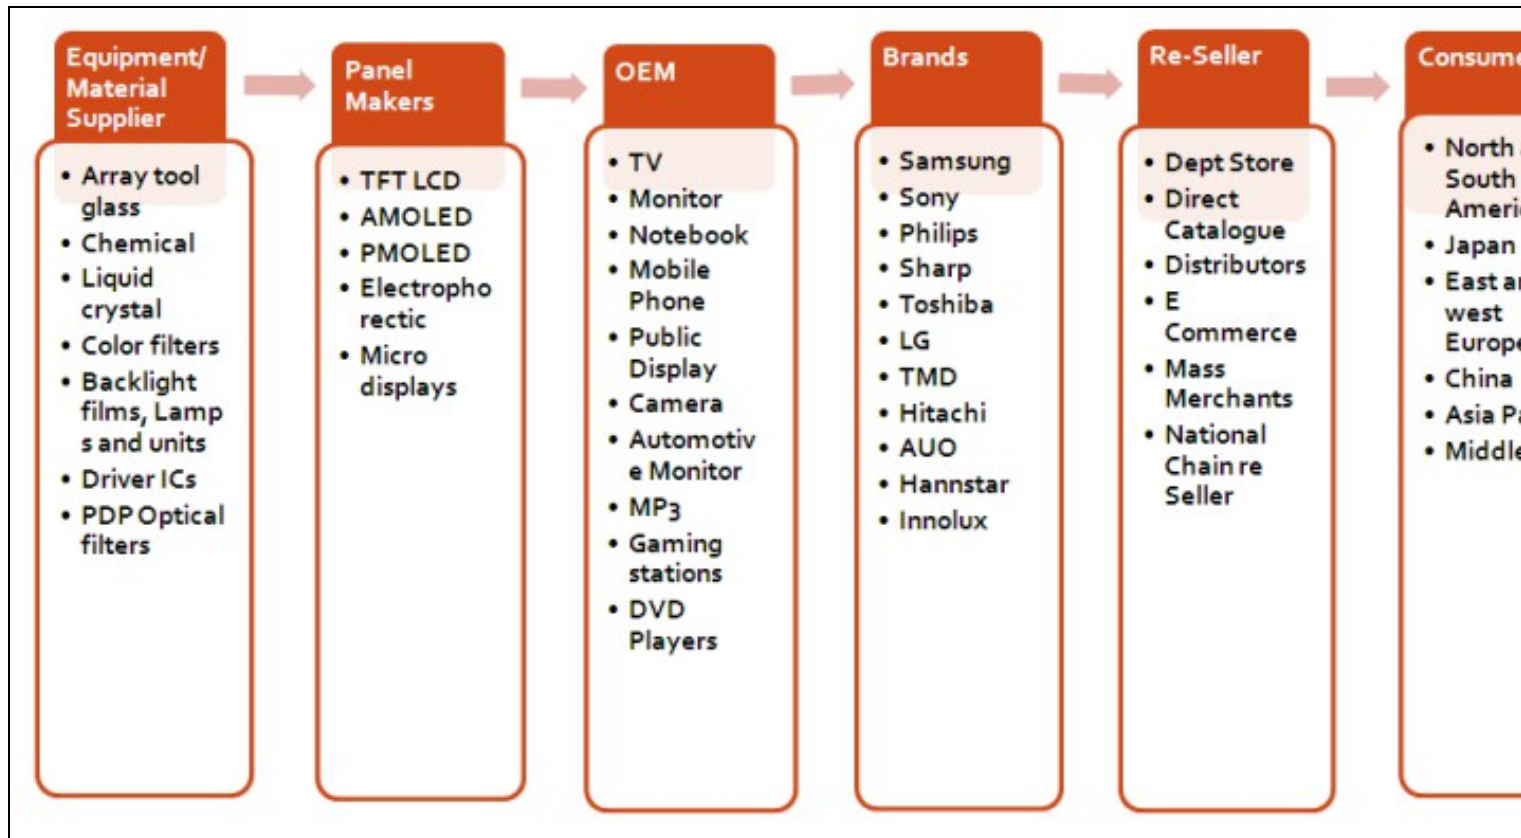 Equipment/
Material
Supplier
• Array tool
glass
• Chemical
• Liquid
crystal
• Color filters
• Backlight
films, Lamp
s and units
• Driver ICs
• PDP Optical
filters
Panel
Makers
• TFT LCD
• AMOLED
• PMOLED
• Electropho
rectic
• Micro
displays
OEM
• TV
• Monitor
• Notebook
• Mobile
Phone
• Public
Display
• Camera
• Automotiv
e Monitor
• MP3
• Gaming
stations
• DVD
Players
Brands
• Samsung
• Sony
• Philips
• Sharp
• Toshiba
• LG
• TMD
• Hitachi
• AUO
• Hannstar
• Innolux
Re-Seller
• Dept Store
• Direct
Catalogue
• Distributors
• E
Commerce
• Mass
Merchants
• National
Chain re
Seller
• North
South
• Japan
• East
west
• China
• Asia